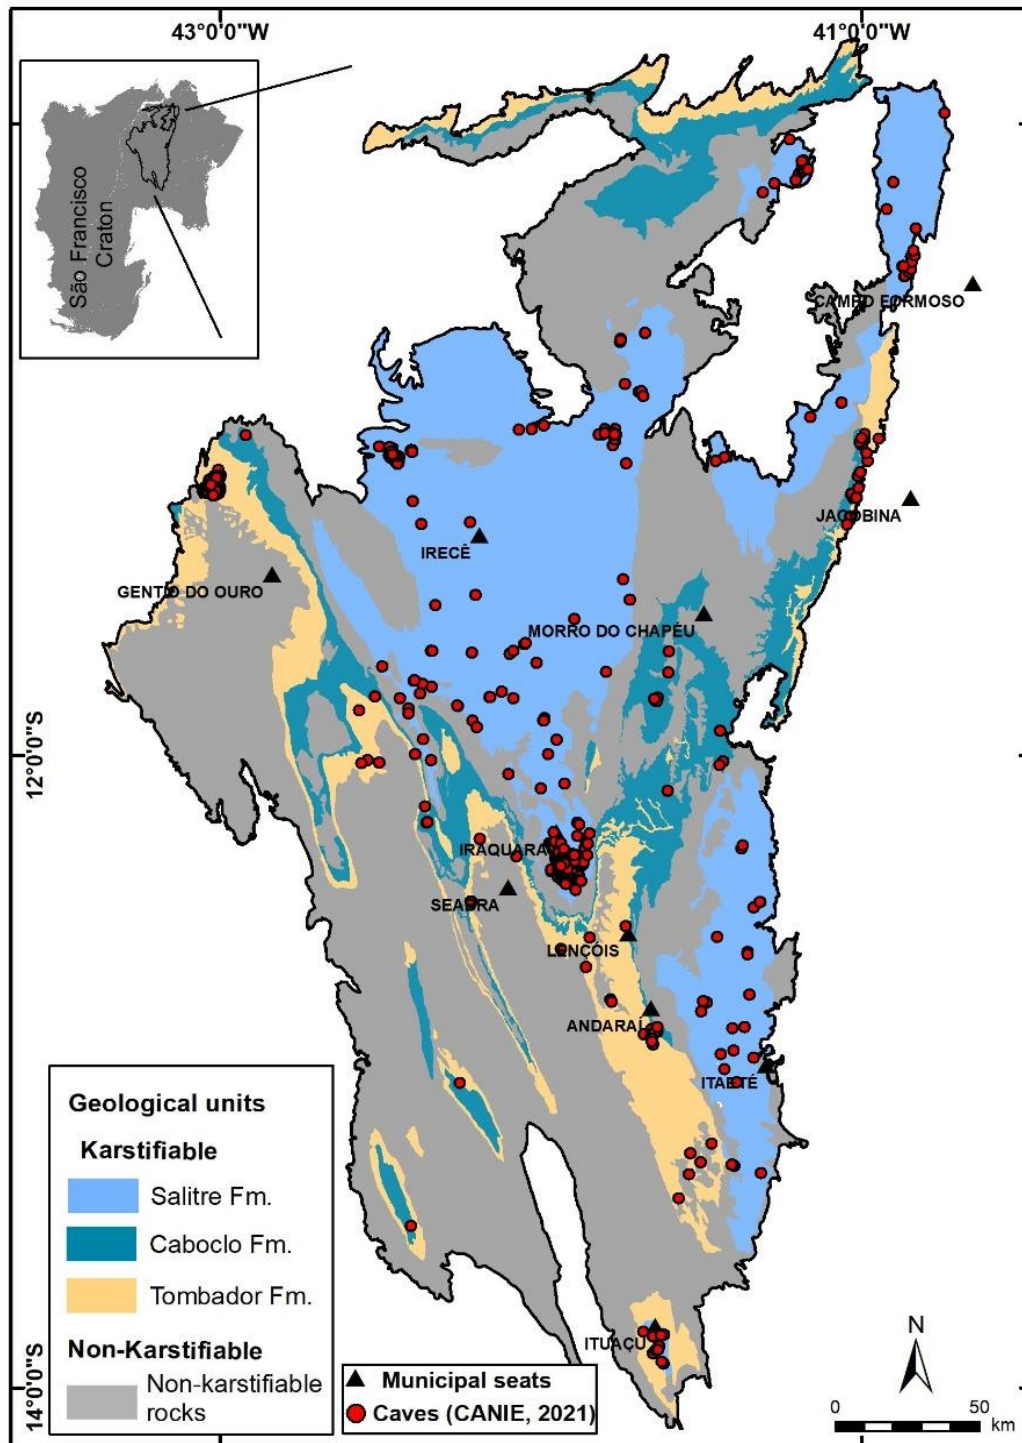 43°0'0"W
41°0'0"W
São Francisco
Craton
CAMPO FORMOSO
JACOBINA
IRECÊ
GENTIO DO OURO
MORRO DO CHAPÉU
12°0'0"S
IRAQUARA
SEABRA
LENÇÓIS
ANDARAÍ
ITAETÉ
Geological units
Karstifiable
Salitre Fm.
Caboclo Fm.
Tombador Fm.
Non-Karstifiable
Non-karstifiable
rocks
ITUAÇU
Municipal seats
Caves (CANIE, 2021)
14°0'0"S
N
0
50
km